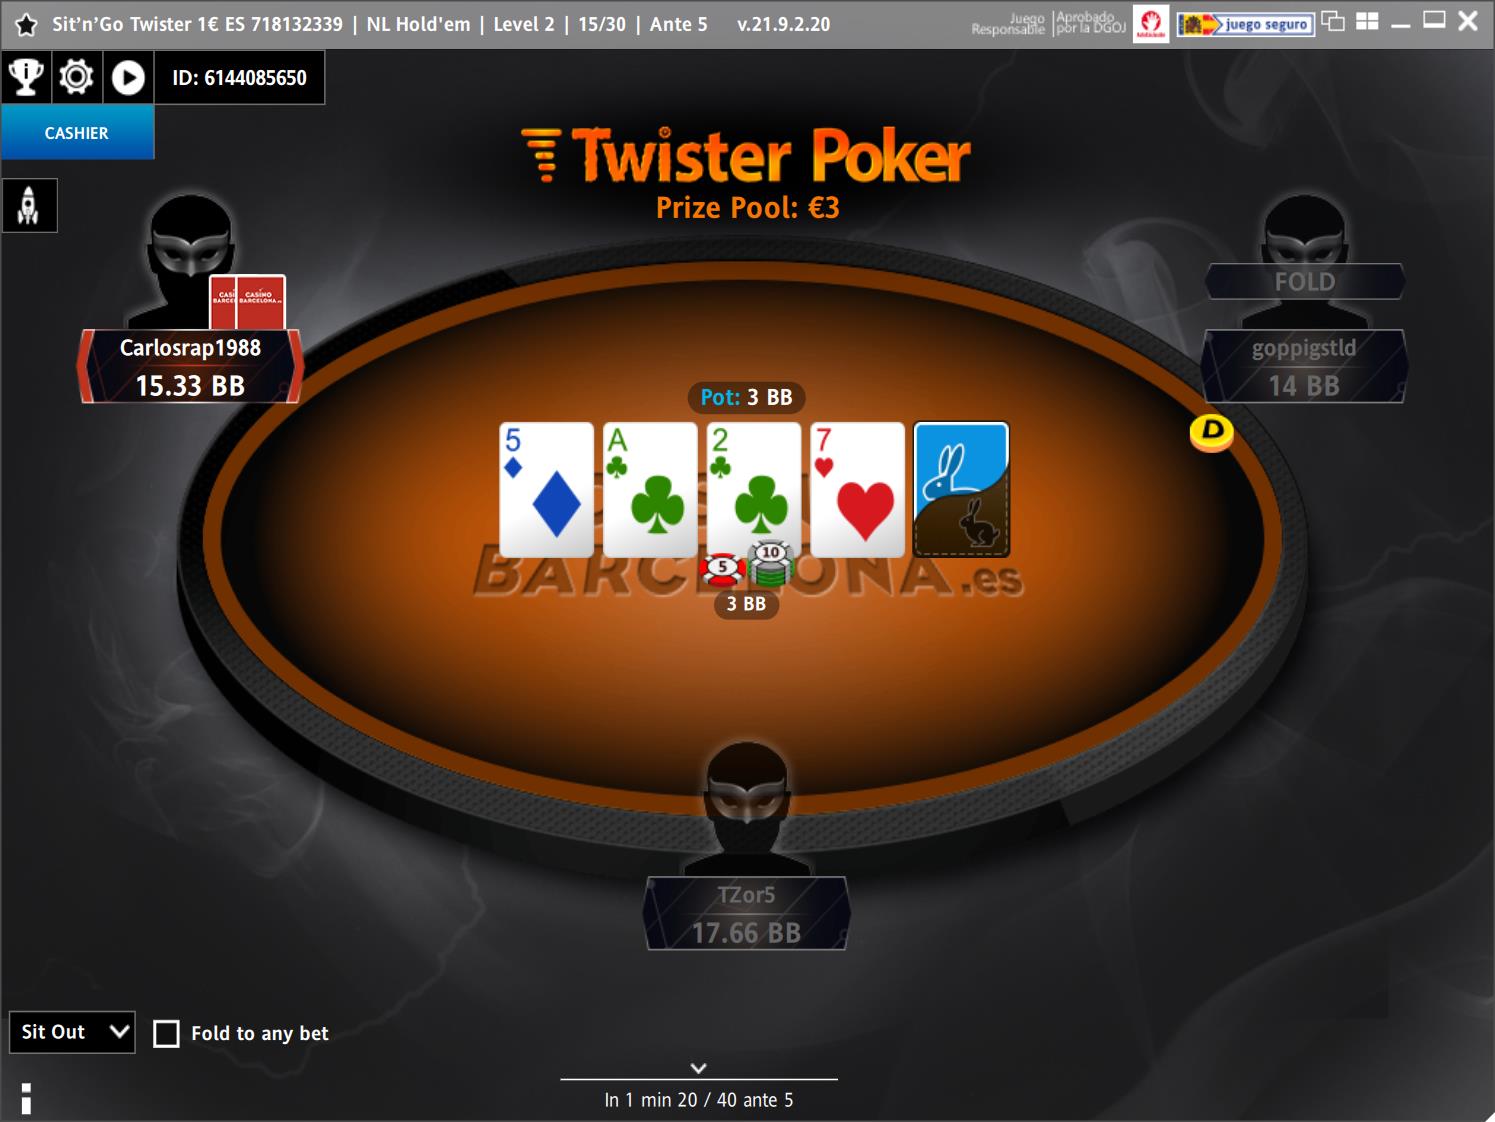 Sit’n’Go Twister 1€ ES 718132339 | NL Hold'em | Level 2 | 15/30 | Ante 5 v.21.9.2.20
Juego Responsable
Aprobado por la DGOJ
juego seguro
ID: 6144085650
CASHIER
Twister Poker
Prize Pool: €3
CASINO BARCELONA.es
FOLD
Carlosrap1988
15.33 BB
goppigstld
14 BB
D
Pot: 3 BB
5 A 2 7
5 10
BARCELONA.es
3 BB
TZor5
17.66 BB
Sit Out
Fold to any bet
In 1 min 20 / 40 ante 5